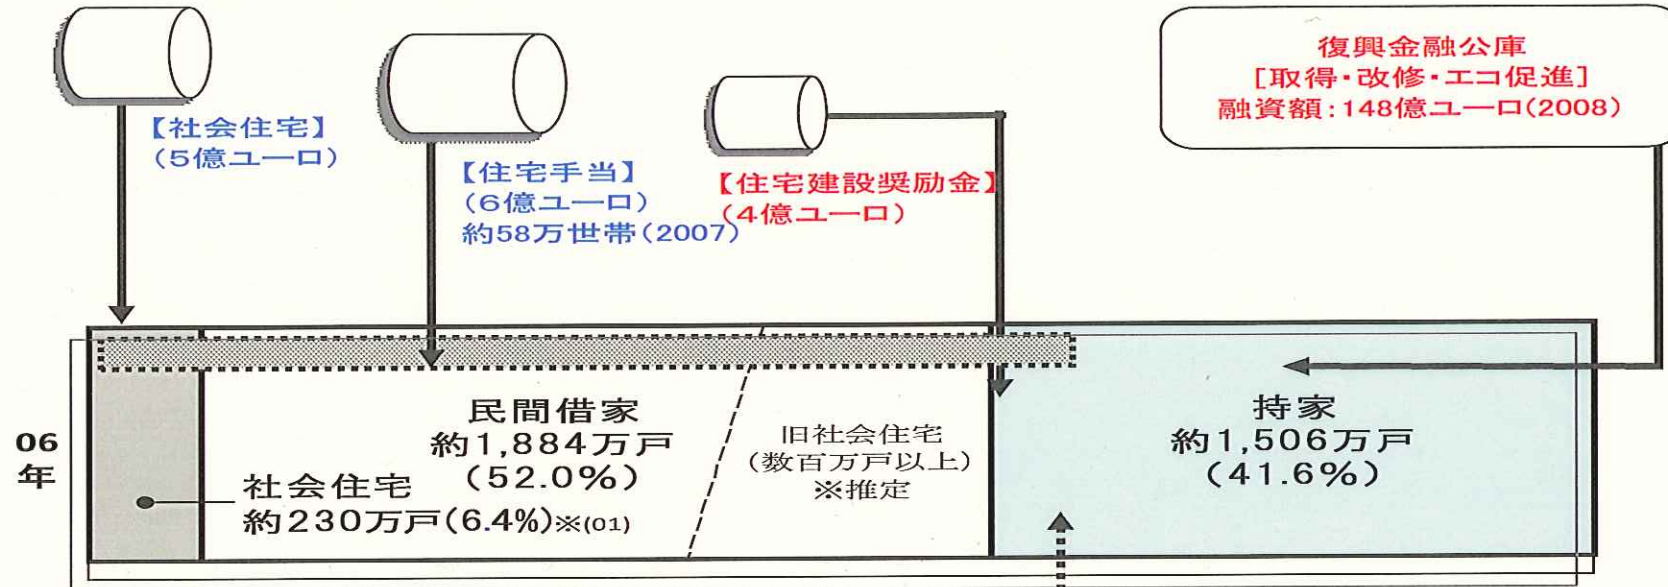 復興金融公庫
[取得・改修・エコ促進]
融資額：148億ユーロ(2008)
【社会住宅】
(5億ユーロ)
【住宅手当】
(6億ユーロ)
約58万世帯(2007)
【住宅建設奨励金】
(4億ユーロ)
06
年
民間借家
約1,884万戸
(52.0%)
社会住宅
約230万戸(6.4%)※(01)
旧社会住宅
(数百万戸以上)
※推定
持家
約1,506万戸
(41.6%)